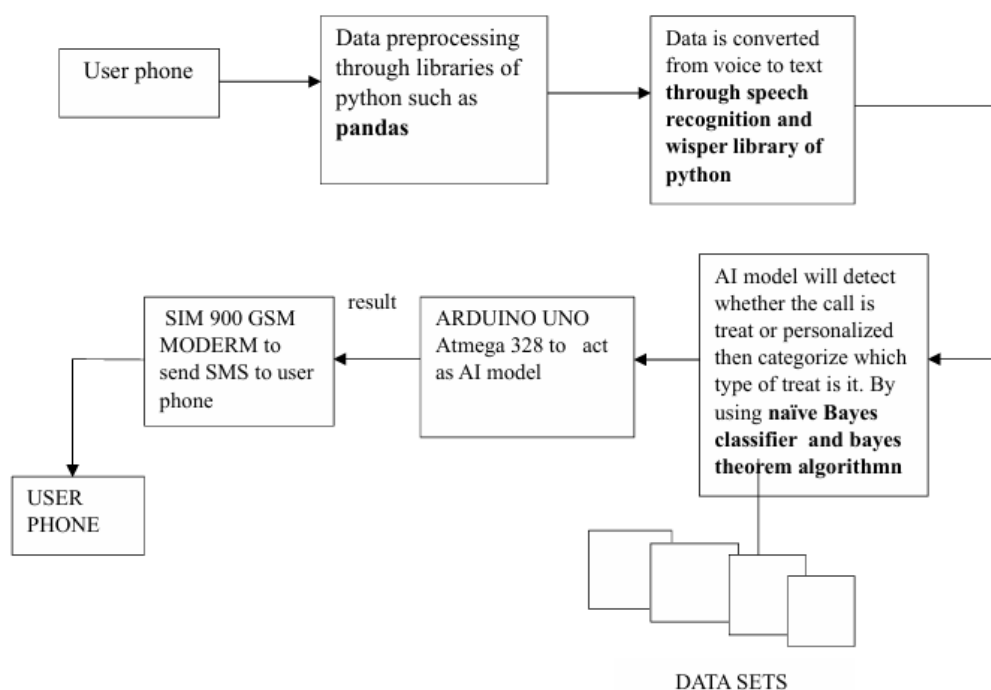 User phone
Data preprocessing
through libraries of
python such as
pandas
Data is converted
from voice to text
through speech
recognition and
wisper library of
python
AI model will detect
whether the call is
treat or personalized
then categorize which
type of treat is it. By
using naïve Bayes
classifier and bayes
theorem algorithmn
ARDUINO UNO
Atmega 328 to act
as AI model
result
SIM 900 GSM
MODERM to
send SMS to user
phone
USER
PHONE
DATA SETS